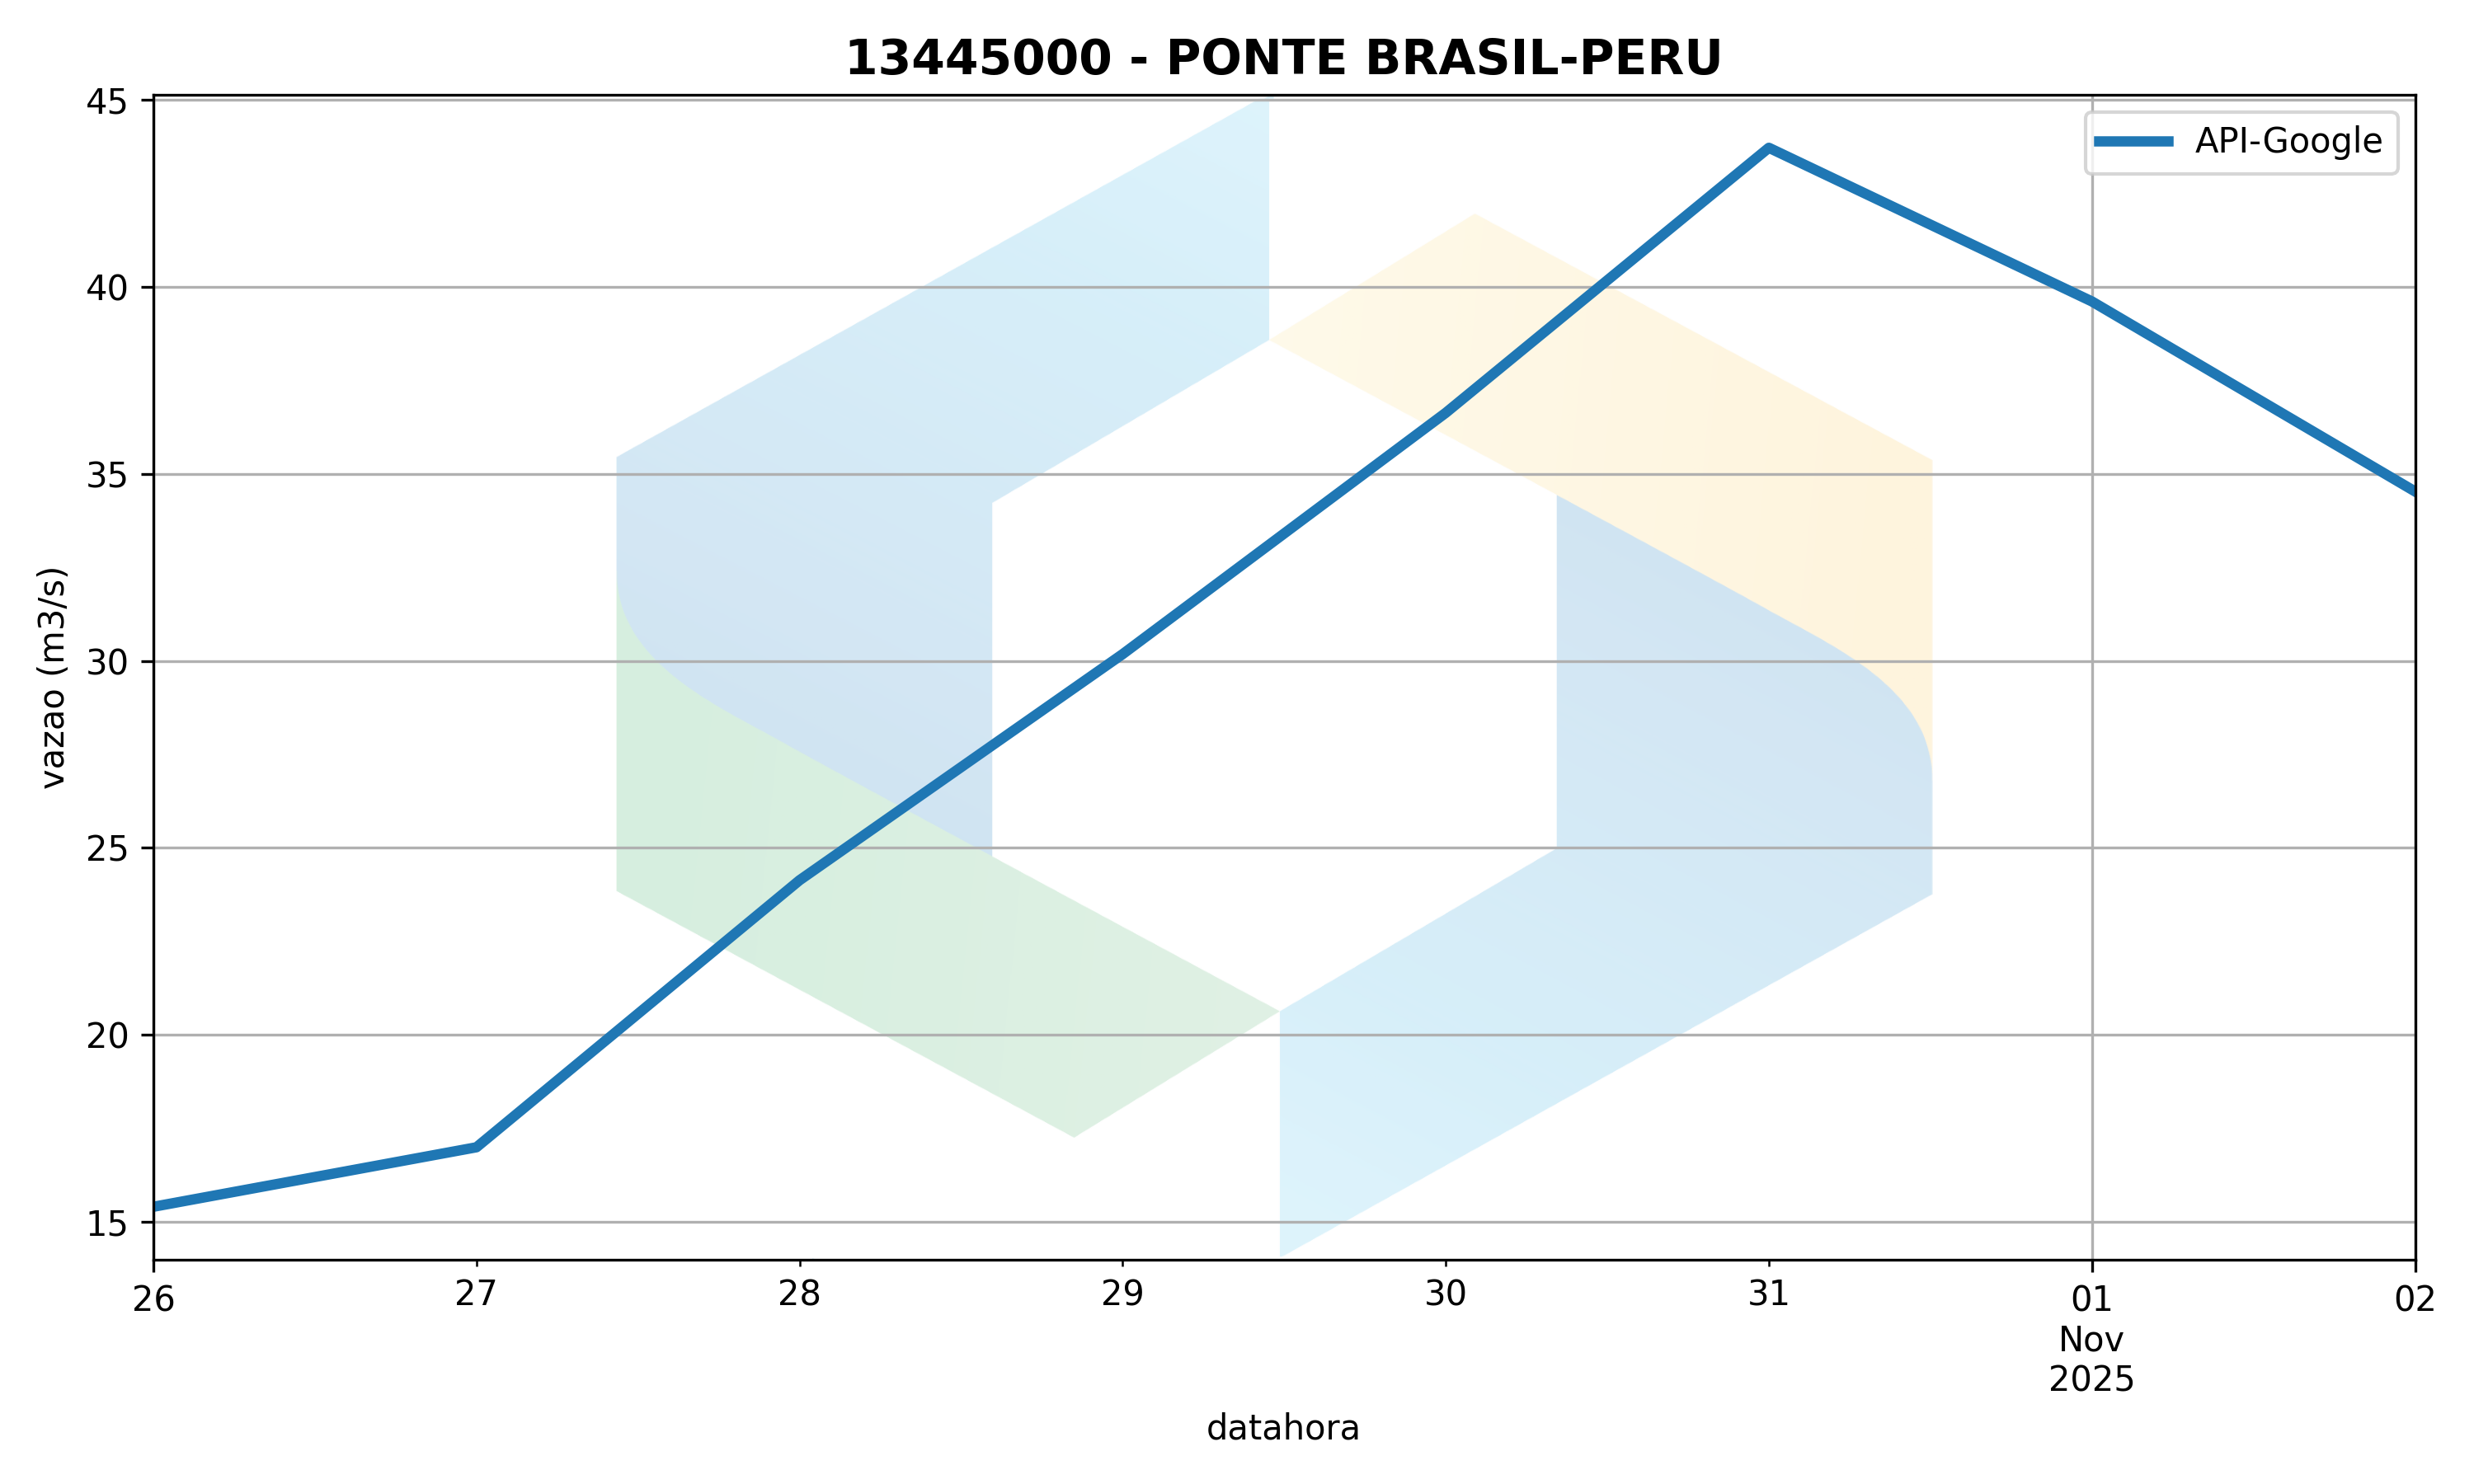 13445000 - PONTE BRASIL-PERU
45
API-Google
40
35
30
25
20
15
vazao (m3/s)
26 27 28 29 30 31 01 02
Nov
2025
datahora